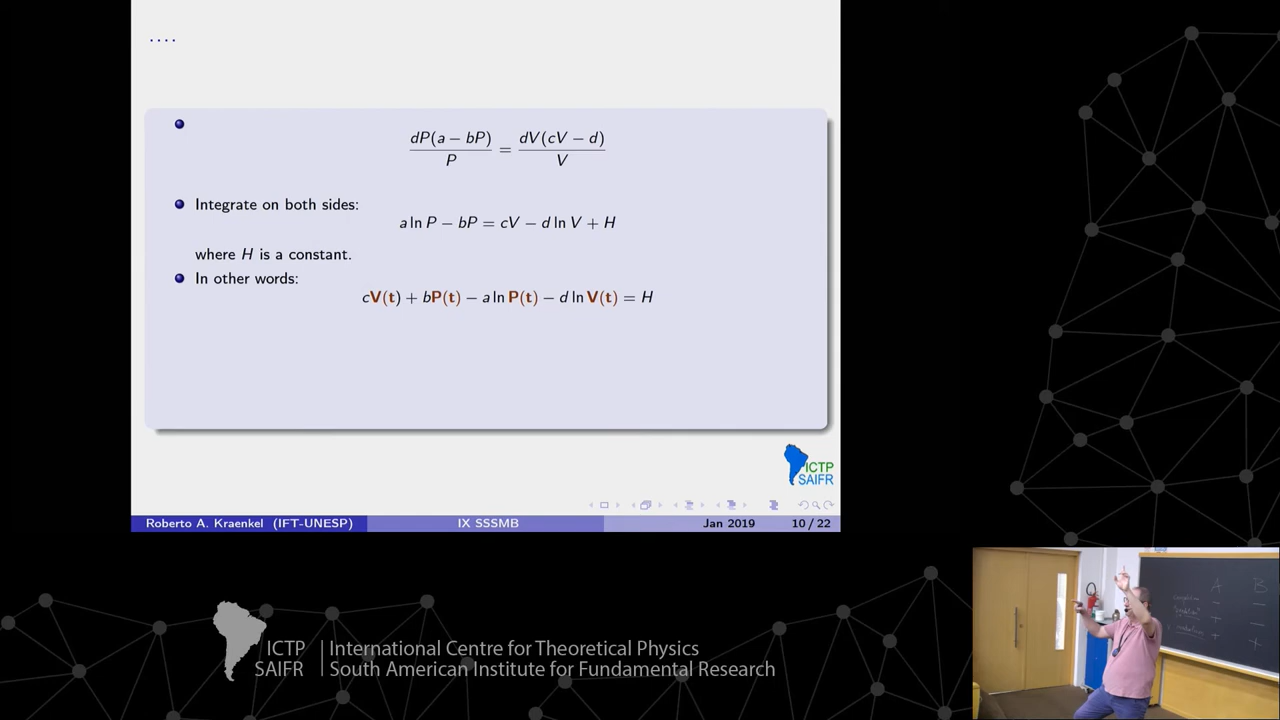 ....
dP(a − bP)/P = dV(cV − d)/V
Integrate on both sides:
a ln P − bP = cV − d ln V + H
where H is a constant.
In other words:
cV(t) + bP(t) − a ln P(t) − d ln V(t) = H
ICTP
SAIFR
Roberto A. Kraenkel (IFT-UNESP) IX SSSMB Jan 2019 10 / 22
A B
ICTP International Centre for Theoretical Physics
SAIFR South American Institute for Fundamental Research